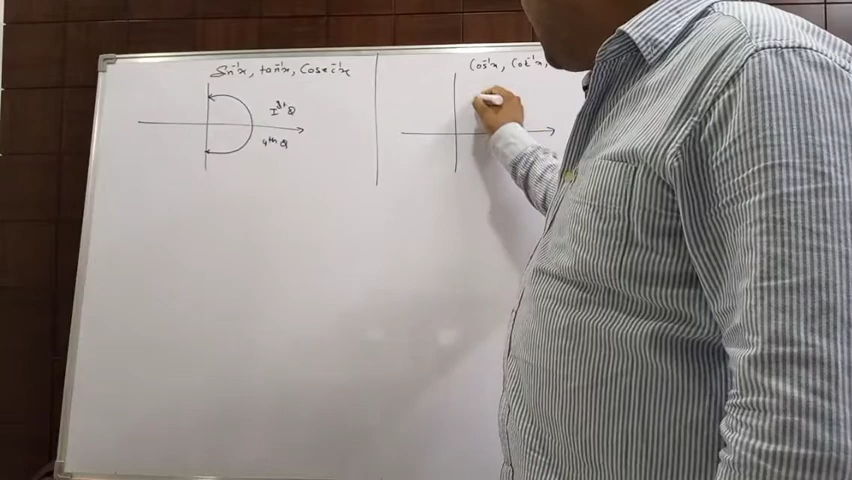 Sin⁻¹x, tan⁻¹x, Cosec⁻¹x
Iˢᵗ Q
4ᵗʰ Q
Cos⁻¹x, Cot⁻¹x,